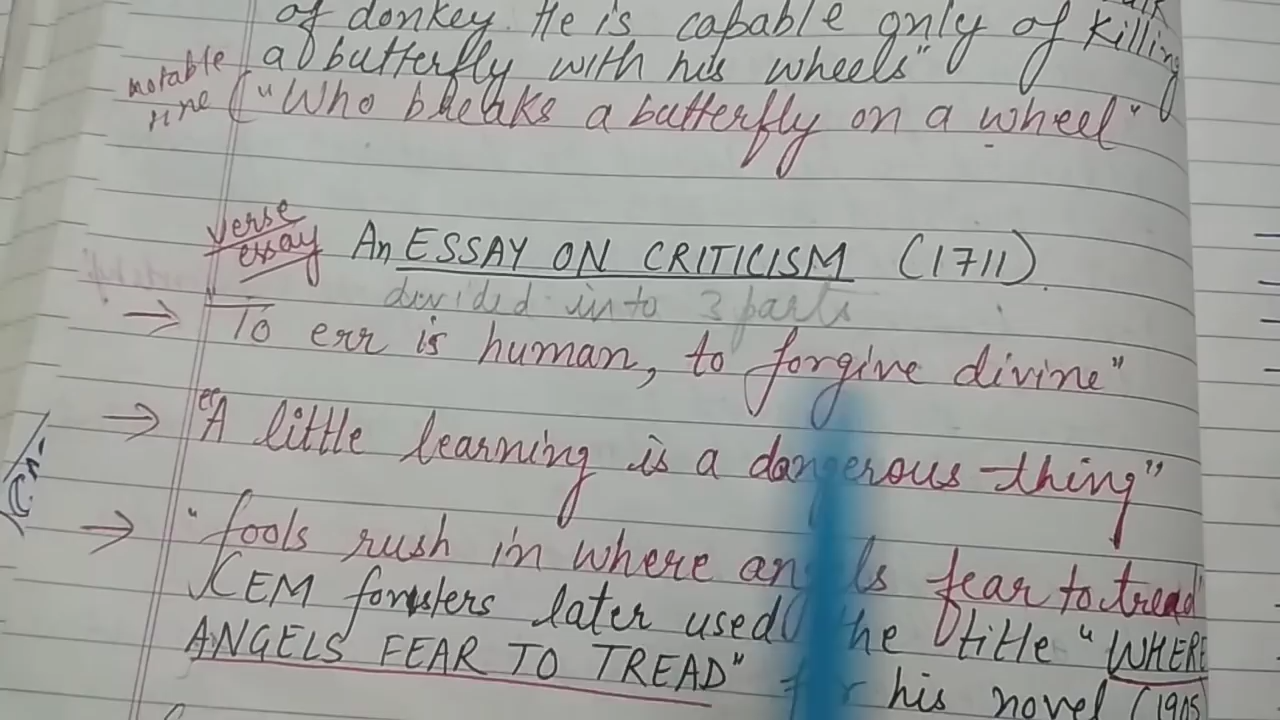 of donkey. He is capable only of killing
a butterfly with his wheels"
notable
line
"Who breaks a butterfly on a wheel"
verse
essay
An ESSAY ON CRITICISM (1711)
divided into 3 parts
→ "To err is human, to forgive divine"
→ "A little learning is a dangerous thing"
→ "fools rush in where angels fear to tread"
(EM forsters later used the title "WHERE
ANGELS FEAR TO TREAD" for his novel (1905